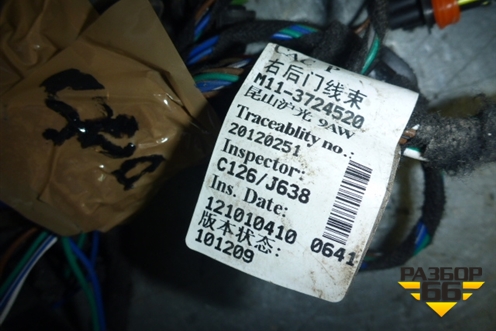 右后门线束
M11-3724520
昆山沪光 9AW
Traceablity no.:
20120251
Inspector:
C126/J638
Ins. Date:
121010410 0641
版本状态:
101209
РАЗБОР
66